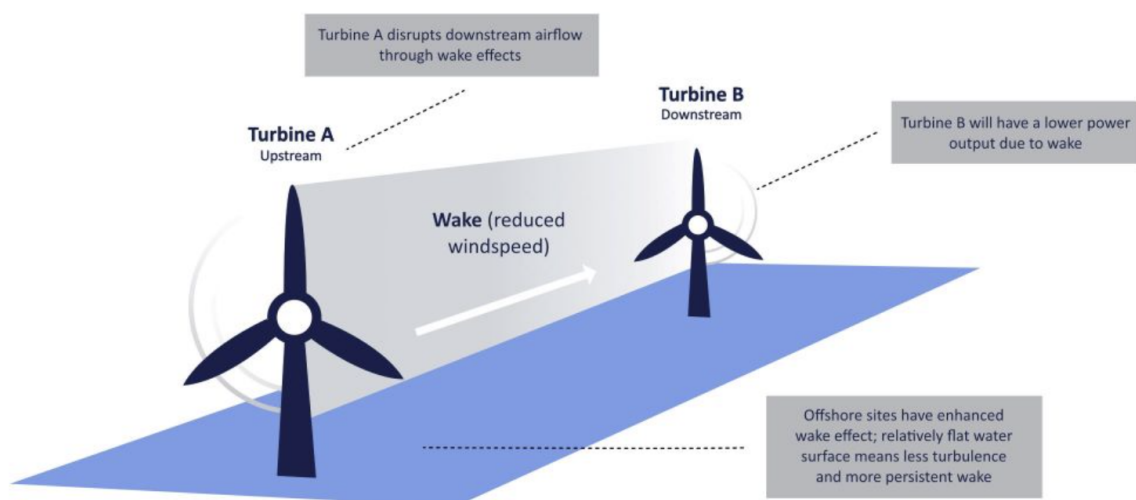 Turbine A disrupts downstream airflow
through wake effects
Turbine B
Downstream
Turbine A
Upstream
Turbine B will have a lower power
output due to wake
Wake (reduced
windspeed)
Offshore sites have enhanced
wake effect; relatively flat water
surface means less turbulence
and more persistent wake